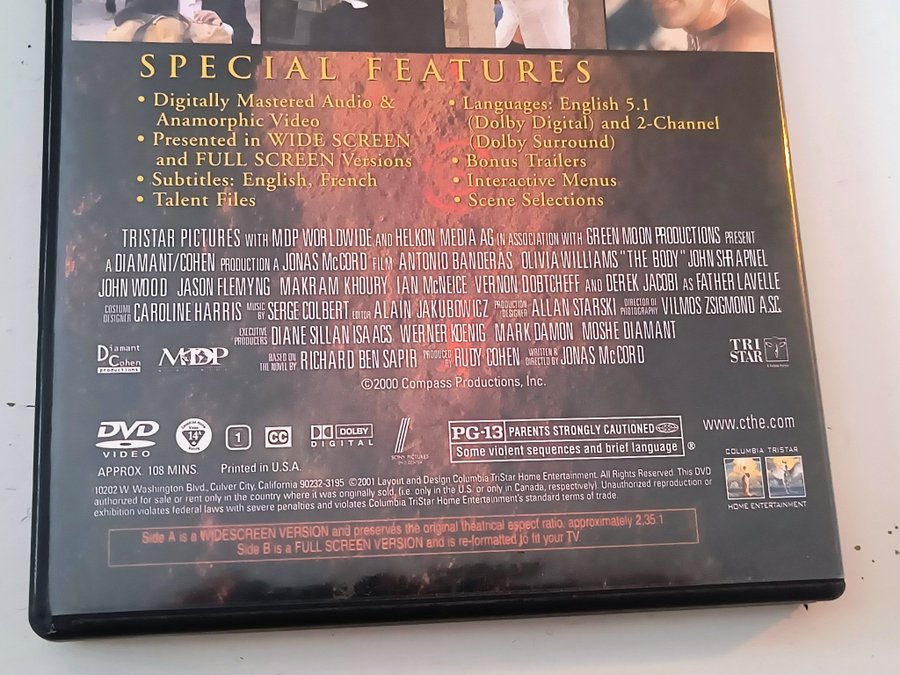 SPECIAL FEATURES
• Digitally Mastered Audio &
Anamorphic Video
• Presented in WIDE SCREEN
and FULL SCREEN Versions
• Subtitles: English, French
• Talent Files
• Languages: English 5.1
(Dolby Digital) and 2-Channel
(Dolby Surround)
• Bonus Trailers
• Interactive Menus
• Scene Selections
TRISTAR PICTURES WITH MDP WORLDWIDE AND HELKON MEDIA AG IN ASSOCIATION WITH GREEN MOON PRODUCTIONS PRESENT
A DIAMANT/COHEN PRODUCTION A JONAS McCORD FILM ANTONIO BANDERAS OLIVIA WILLIAMS "THE BODY" JOHN SHRAPNEL
JOHN WOOD JASON FLEMYNG MAKRAM KHOURY IAN McNEICE VERNON DOBTCHEFF AND DEREK JACOBI AS FATHER LAVELLE
COSTUME DESIGNER CAROLINE HARRIS MUSIC BY SERGE COLBERT EDITOR ALAIN JAKUBOWICZ PRODUCTION DESIGNER ALLAN STARSKI DIRECTOR OF PHOTOGRAPHY VILMOS ZSIGMOND A.S.C.
EXECUTIVE PRODUCERS DIANE SILLAN ISAACS WERNER KOENIG MARK DAMON MOSHE DIAMANT
BASED ON THE NOVEL BY RICHARD BEN SAPIR PRODUCED BY RUDY COHEN WRITTEN & DIRECTED BY JONAS McCORD
Diamant
Cohen
productions
MDP
TRI
STAR
©2000 Compass Productions, Inc.
DVD
VIDEO
14A
1
CC
DOLBY
DIGITAL
SONY PICTURES
PG-13 PARENTS STRONGLY CAUTIONED
Some violent sequences and brief language ®
www.cthe.com
APPROX 108 MINS. Printed in U.S.A.
COLUMBIA TRISTAR
HOME ENTERTAINMENT
10202 W. Washington Blvd., Culver City, California 90232-3195 ©2001 Layout and Design Columbia TriStar Home Entertainment. All Rights Reserved. This DVD
authorized for sale or rent only in the country where it was originally sold, (i.e. only in the U.S. or only in Canada, respectively). Unauthorized reproduction or
exhibition violates federal laws with severe penalties and violates Columbia TriStar Home Entertainment's standard terms of trade.
Side A is a WIDESCREEN VERSION and preserves the original theatrical aspect ratio, approximately 2.35:1
Side B is a FULL SCREEN VERSION and is re-formatted to fit your TV.